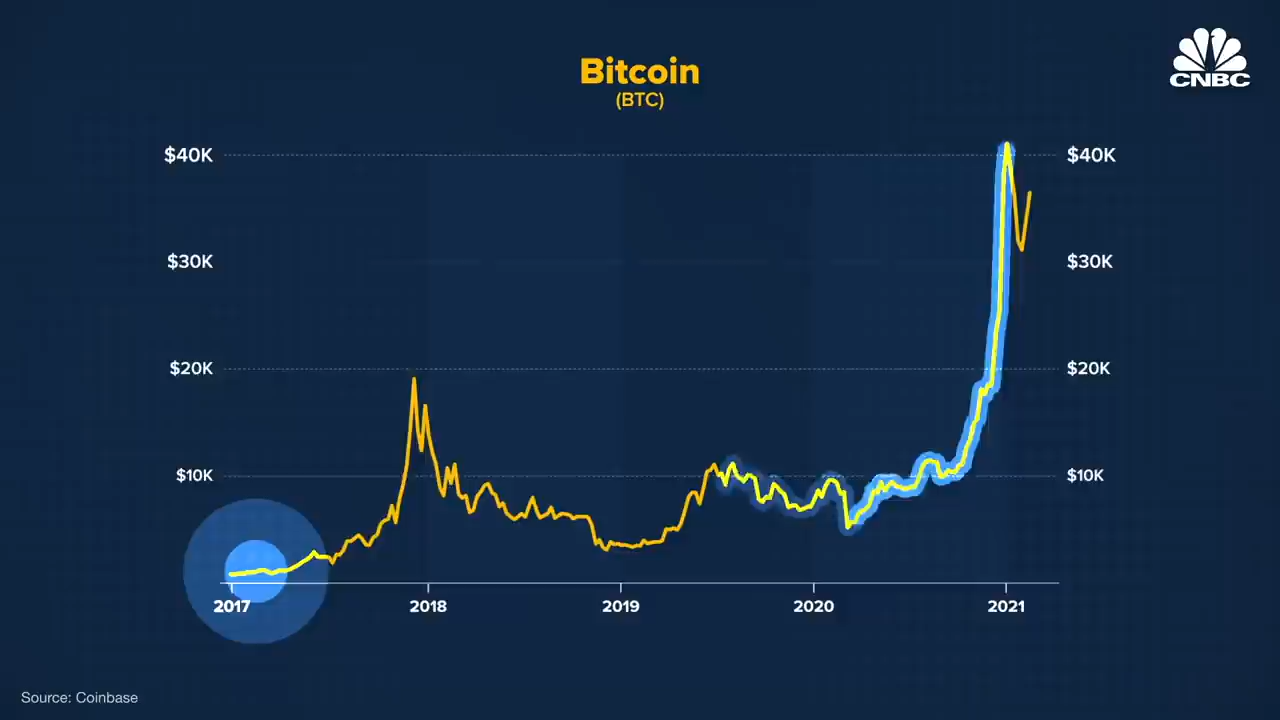 Bitcoin
(BTC)
CNBC
$40K
$40K
$30K
$30K
$20K
$20K
$10K
$10K
2017
2018
2019
2020
2021
Source: Coinbase